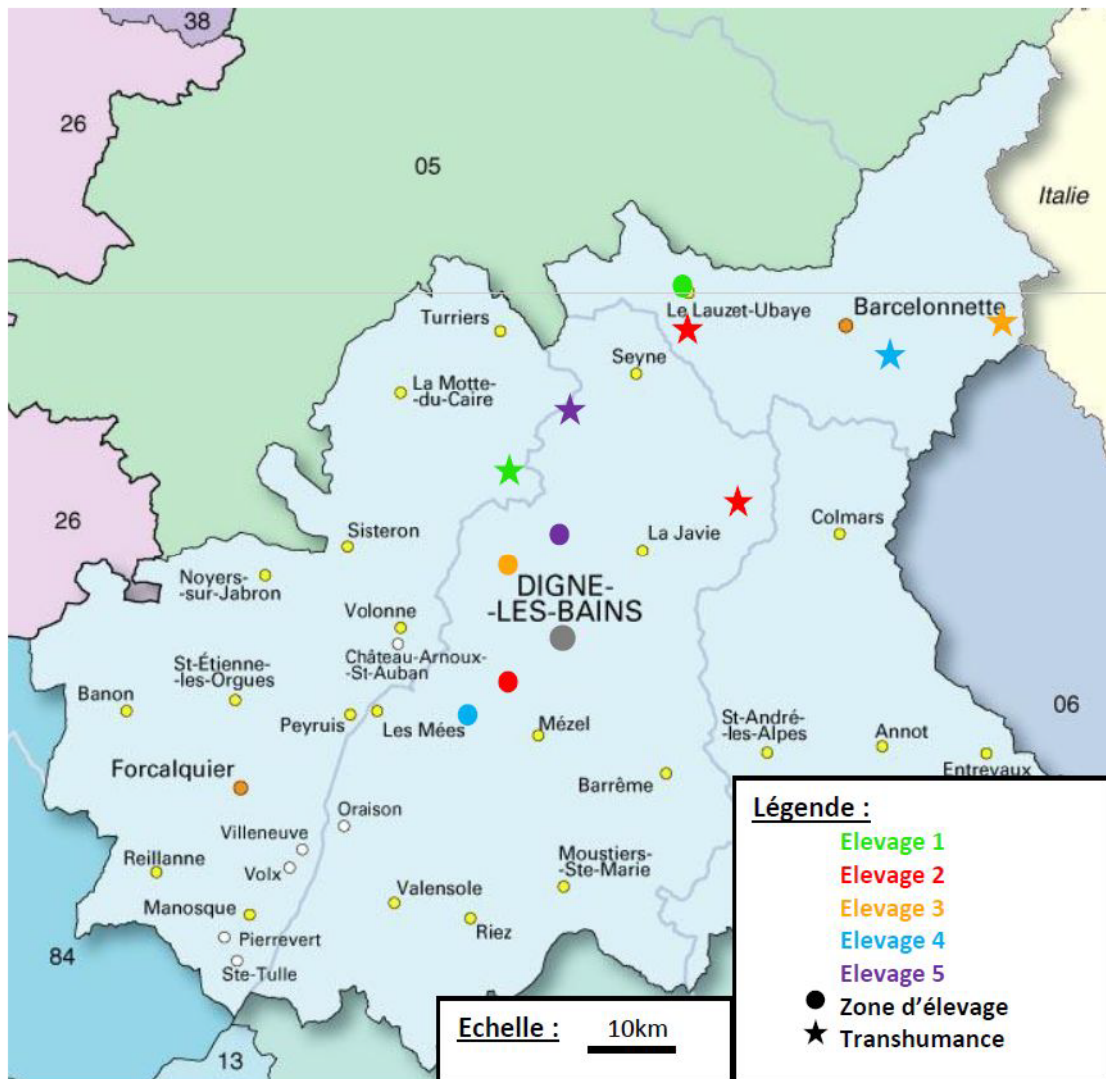 38
26
05
Italie
Turriers
Le Lauzet-Ubaye
Barcelonnette
Seyne
La Motte-
-du-Caire
26
Sisteron
La Javie
Colmars
Noyers-
-sur-Jabron
DIGNE-
-LES-BAINS
Volonne
Château-Arnoux-
-St-Auban
St-Étienne-
-les-Orgues
Banon
Peyruis
Les Mées
Mézel
St-André-
-les-Alpes
Annot
06
Entrevaux
Forcalquier
Barrême
Oraison
Villeneuve
Reillanne
Volx
Moustiers-
-Ste-Marie
Valensole
Manosque
Riez
Pierrevert
84
Ste-Tulle
13
Légende :
Elevage 1
Elevage 2
Elevage 3
Elevage 4
Elevage 5
Zone d'élevage
Transhumance
Echelle :
10km